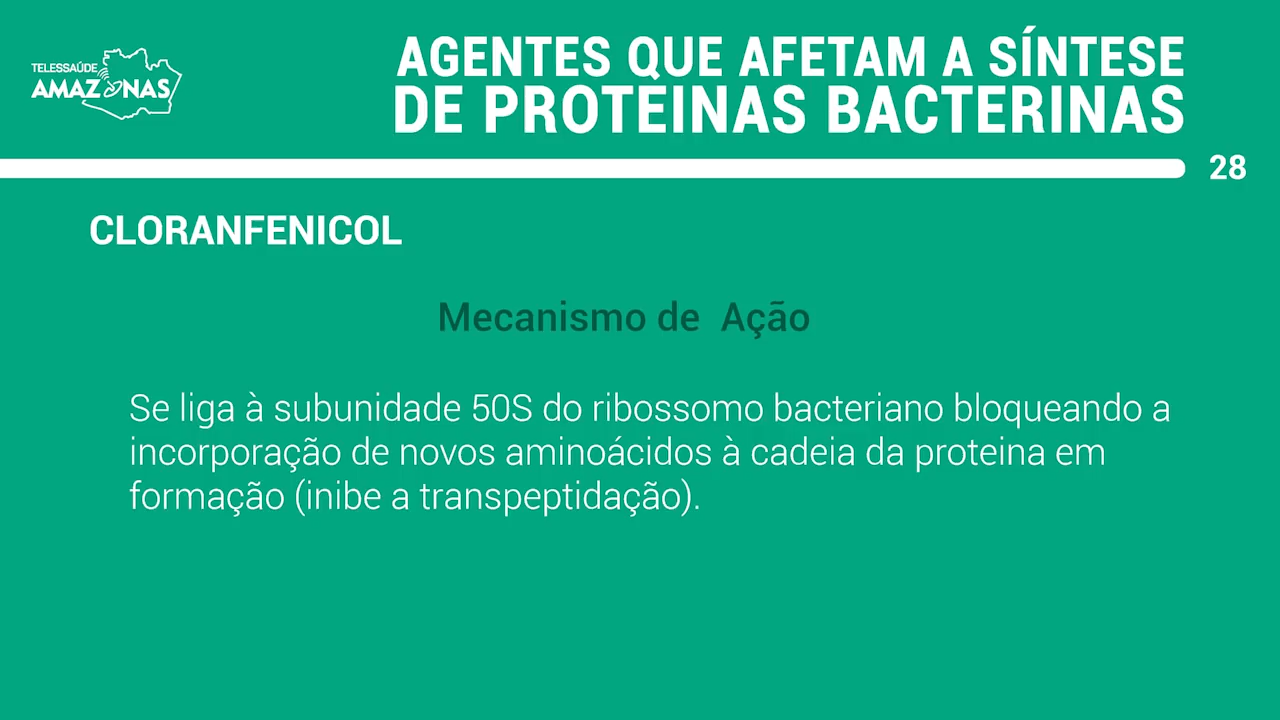 TELESSAÚDE
AMAZONAS
AGENTES QUE AFETAM A SÍNTESE
DE PROTEINAS BACTERINAS
28
CLORANFENICOL
Mecanismo de Ação
Se liga à subunidade 50S do ribossomo bacteriano bloqueando a
incorporação de novos aminoácidos à cadeia da proteina em
formação (inibe a transpeptidação).